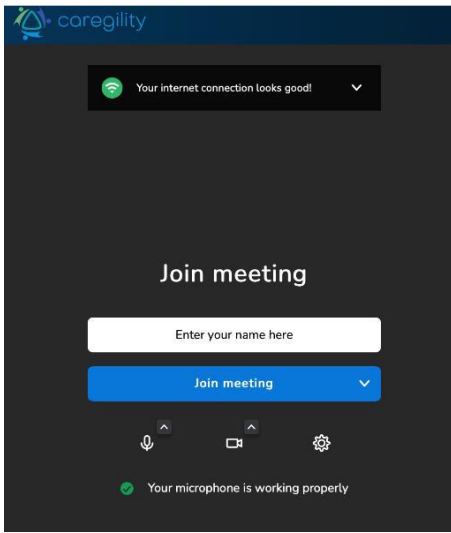 caregility
Your internet connection looks good!
Join meeting
Enter your name here
Join meeting
Your microphone is working properly